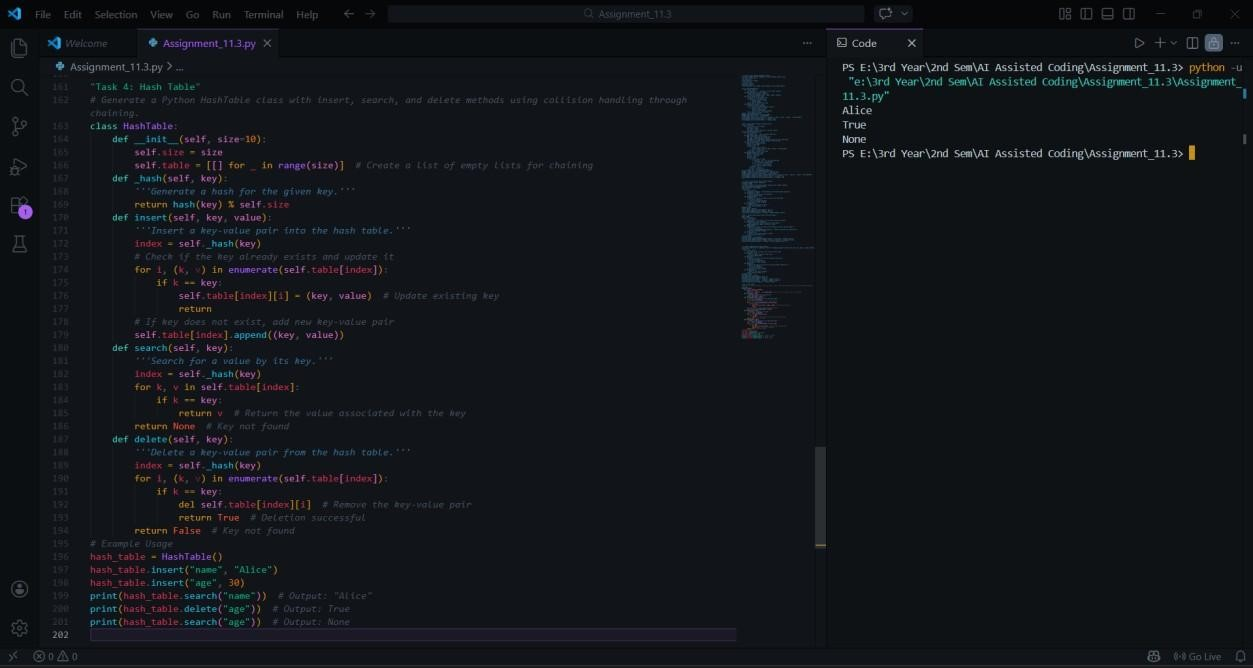 File Edit Selection View Go Run Terminal Help
Assignment_11.3
Welcome
Assignment_11.3.py
Assignment_11.3.py > ...
161 "Task 4: Hash Table"
162 # Generate a Python HashTable class with insert, search, and delete methods using collision handling through
chaining.
163 class HashTable:
164     def __init__(self, size=10):
165         self.size = size
166         self.table = [[] for _ in range(size)]  # Create a list of empty lists for chaining
167     def _hash(self, key):
168         '''Generate a hash for the given key.'''
169         return hash(key) % self.size
170     def insert(self, key, value):
171         '''Insert a key-value pair into the hash table.'''
172         index = self._hash(key)
173         # Check if the key already exists and update it
174         for i, (k, v) in enumerate(self.table[index]):
175             if k == key:
176                 self.table[index][i] = (key, value)  # Update existing key
177                 return
178         # If key does not exist, add new key-value pair
179         self.table[index].append((key, value))
180     def search(self, key):
181         '''Search for a value by its key.'''
182         index = self._hash(key)
183         for k, v in self.table[index]:
184             if k == key:
185                 return v  # Return the value associated with the key
186         return None  # Key not found
187     def delete(self, key):
188         '''Delete a key-value pair from the hash table.'''
189         index = self._hash(key)
190         for i, (k, v) in enumerate(self.table[index]):
191             if k == key:
192                 del self.table[index][i]  # Remove the key-value pair
193                 return True  # Deletion successful
194         return False  # Key not found
195 # Example Usage
196 hash_table = HashTable()
197 hash_table.insert("name", "Alice")
198 hash_table.insert("age", 30)
199 print(hash_table.search("name"))  # Output: "Alice"
200 print(hash_table.delete("age"))  # Output: True
201 print(hash_table.search("age"))  # Output: None
202
Code
PS E:\3rd Year\2nd Sem\AI Assisted Coding\Assignment_11.3> python -u
"e:\3rd Year\2nd Sem\AI Assisted Coding\Assignment_11.3\Assignment_
11.3.py"
Alice
True
None
PS E:\3rd Year\2nd Sem\AI Assisted Coding\Assignment_11.3>
1
0 0
Go Live